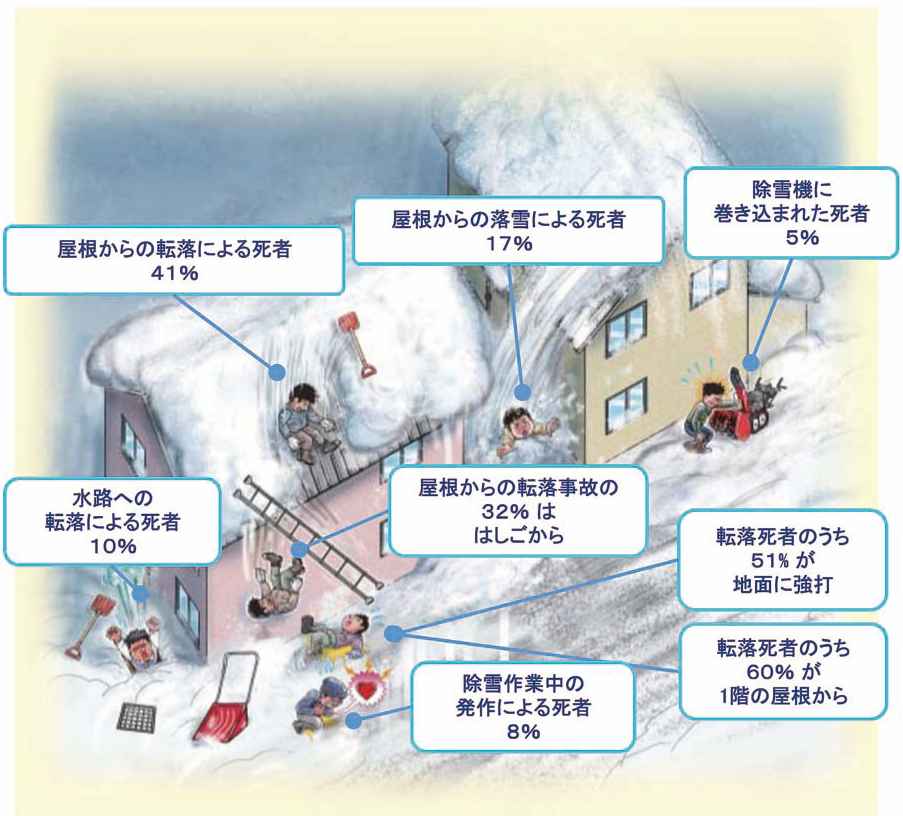 屋根からの転落による死者
41%
屋根からの落雪による死者
17%
除雪機に
巻き込まれた死者
5%
水路への
転落による死者
10%
屋根からの転落事故の
32% は
はしごから
転落死者のうち
51% が
地面に強打
転落死者のうち
60% が
1階の屋根から
除雪作業中の
発作による死者
8%